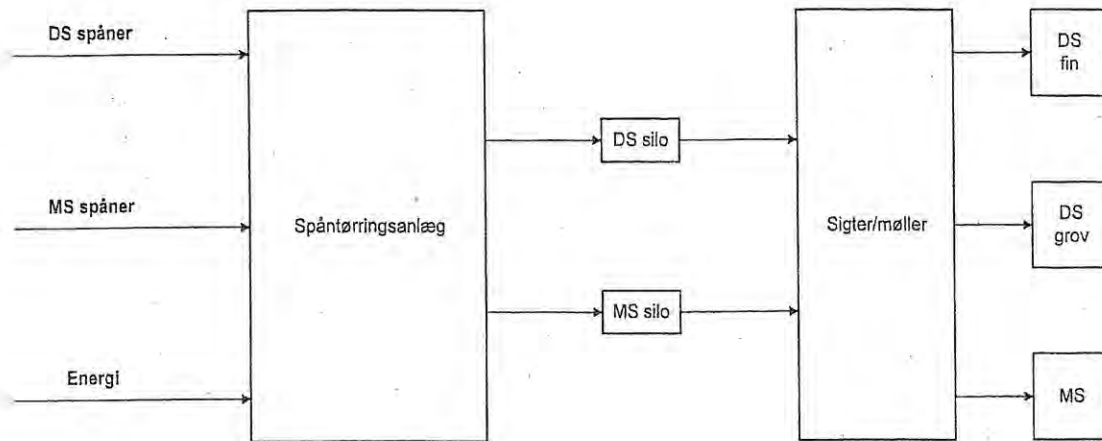 DS spåner
MS spåner
Energi
Spåntørringsanlæg
DS silo
MS silo
Sigter/møller
DS
fin
DS
grov
MS